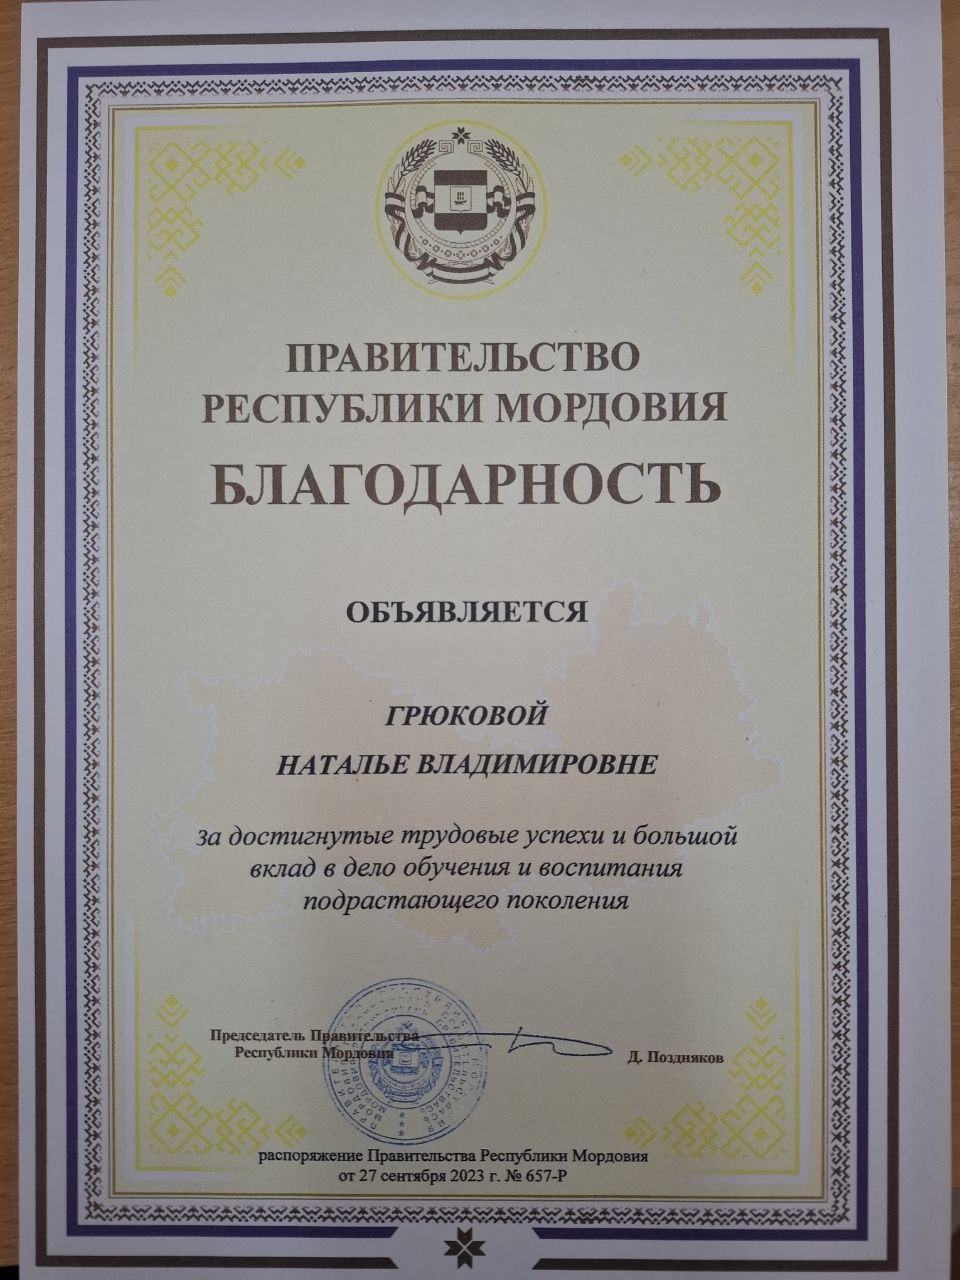 ПРАВИТЕЛЬСТВО
РЕСПУБЛИКИ МОРДОВИЯ
БЛАГОДАРНОСТЬ
ОБЪЯВЛЯЕТСЯ
ГРЮКОВОЙ
НАТАЛЬЕ ВЛАДИМИРОВНЕ
за достигнутые трудовые успехи и большой
вклад в дело обучения и воспитания
подрастающего поколения
Председатель Правительства
Республики Мордовия
Д. Поздняков
распоряжение Правительства Республики Мордовия
от 27 сентября 2023 г. № 657-Р